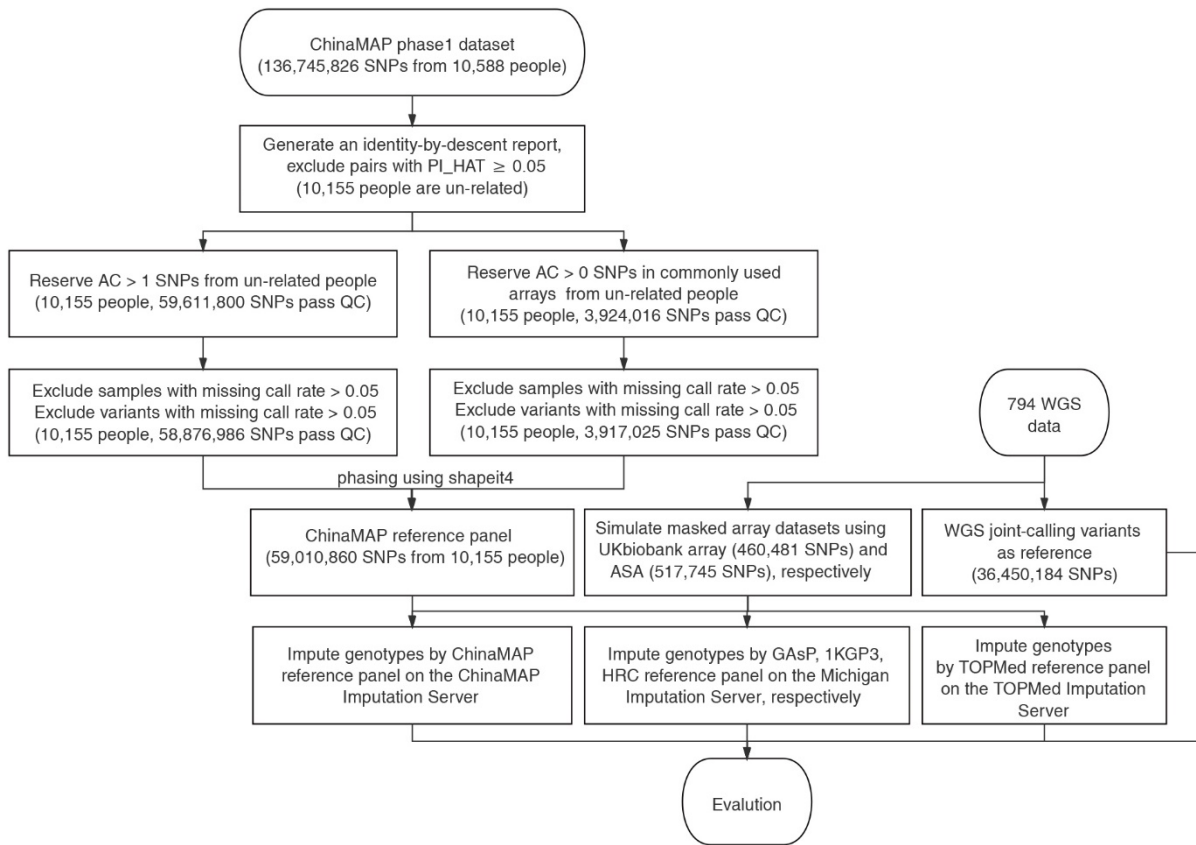 ChinaMAP phase1 dataset
(136,745,826 SNPs from 10,588 people)
Generate an identity-by-descent report,
exclude pairs with PI_HAT ≥ 0.05
(10,155 people are un-related)
Reserve AC > 1 SNPs from un-related people
(10,155 people, 59,611,800 SNPs pass QC)
Reserve AC > 0 SNPs in commonly used
arrays from un-related people
(10,155 people, 3,924,016 SNPs pass QC)
Exclude samples with missing call rate > 0.05
Exclude variants with missing call rate > 0.05
(10,155 people, 58,876,986 SNPs pass QC)
Exclude samples with missing call rate > 0.05
Exclude variants with missing call rate > 0.05
(10,155 people, 3,917,025 SNPs pass QC)
794 WGS
data
phasing using shapeit4
ChinaMAP reference panel
(59,010,860 SNPs from 10,155 people)
Simulate masked array datasets using
UKbiobank array (460,481 SNPs) and
ASA (517,745 SNPs), respectively
WGS joint-calling variants
as reference
(36,450,184 SNPs)
Impute genotypes by ChinaMAP
reference panel on the ChinaMAP
Imputation Server
Impute genotypes by GAsP, 1KGP3,
HRC reference panel on the Michigan
Imputation Server, respectively
Impute genotypes
by TOPMed reference panel
on the TOPMed Imputation
Server
Evalution